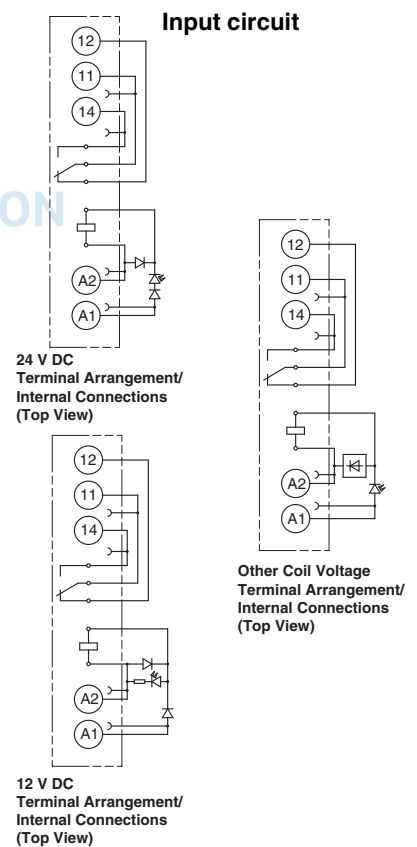 Input circuit
12
11
14
ON
A2
A1
24 V DC
Terminal Arrangement/
Internal Connections
(Top View)
12
11
14
A2
A1
Other Coil Voltage
Terminal Arrangement/
Internal Connections
(Top View)
12
11
14
A2
A1
12 V DC
Terminal Arrangement/
Internal Connections
(Top View)